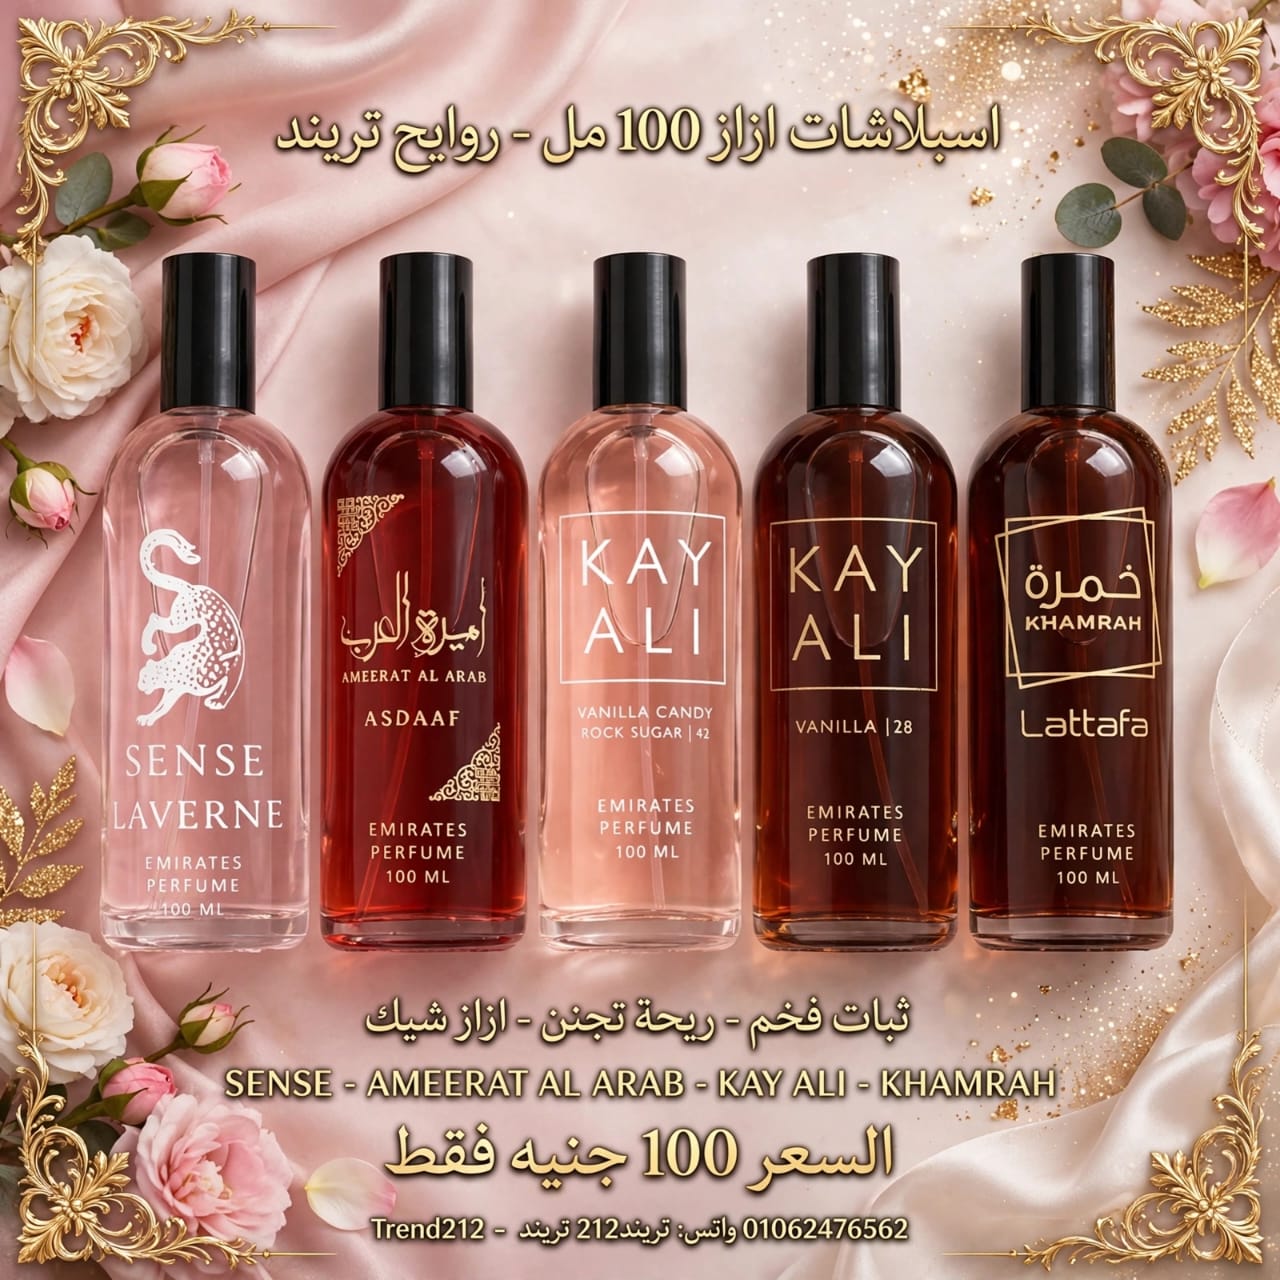 اسبلاشات ازاز 100 مل - روايح تريند
SENSE
LAVERNE
EMIRATES
PERFUME
100 ML
أميرة العرب
AMEERAT AL ARAB
ASDAAF
EMIRATES
PERFUME
100 ML
KAY
ALI
VANILLA CANDY
ROCK SUGAR | 42
EMIRATES
PERFUME
100 ML
KAY
ALI
VANILLA | 28
EMIRATES
PERFUME
100 ML
خمرة
KHAMRAH
Lattafa
EMIRATES
PERFUME
100 ML
ثبات فخم - ريحة تجنن - ازاز شيك
SENSE - AMEERAT AL ARAB - KAY ALI - KHAMRAH
السعر 100 جنيه فقط
01062476562 واتس: تريند212 تريند - Trend212